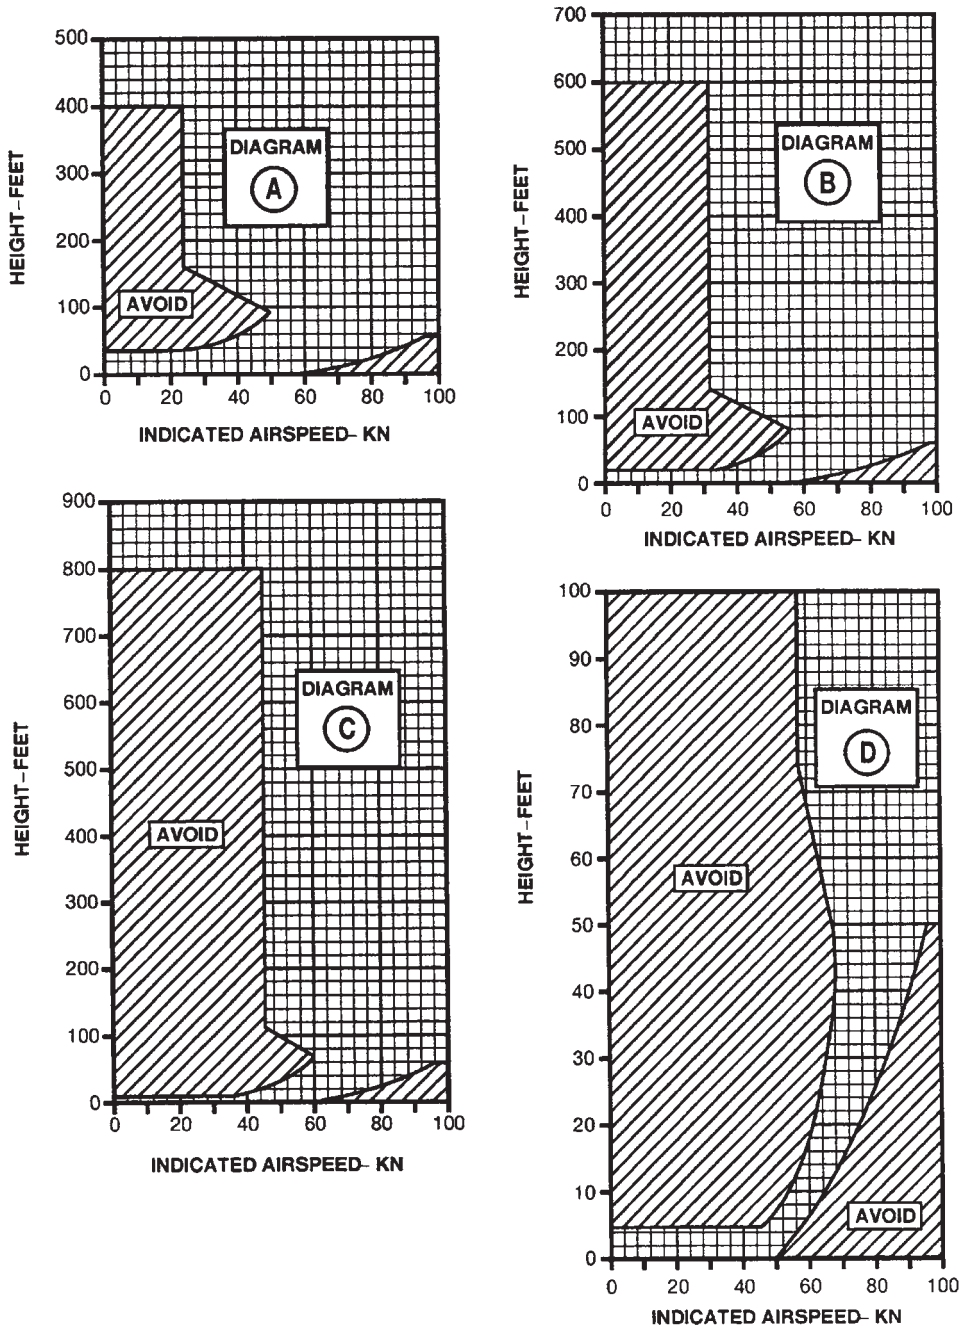 500
400
300
200
100
0
HEIGHT–FEET
DIAGRAM
A
AVOID
0 20 40 60 80 100
INDICATED AIRSPEED– KN
700
600
500
400
300
200
100
0
HEIGHT–FEET
DIAGRAM
B
AVOID
0 20 40 60 80 100
INDICATED AIRSPEED– KN
900
800
700
600
500
400
300
200
100
0
HEIGHT–FEET
DIAGRAM
C
AVOID
0 20 40 60 80 100
INDICATED AIRSPEED– KN
100
90
80
70
60
50
40
30
20
10
0
HEIGHT–FEET
DIAGRAM
D
AVOID
AVOID
0 20 40 60 80 100
INDICATED AIRSPEED– KN